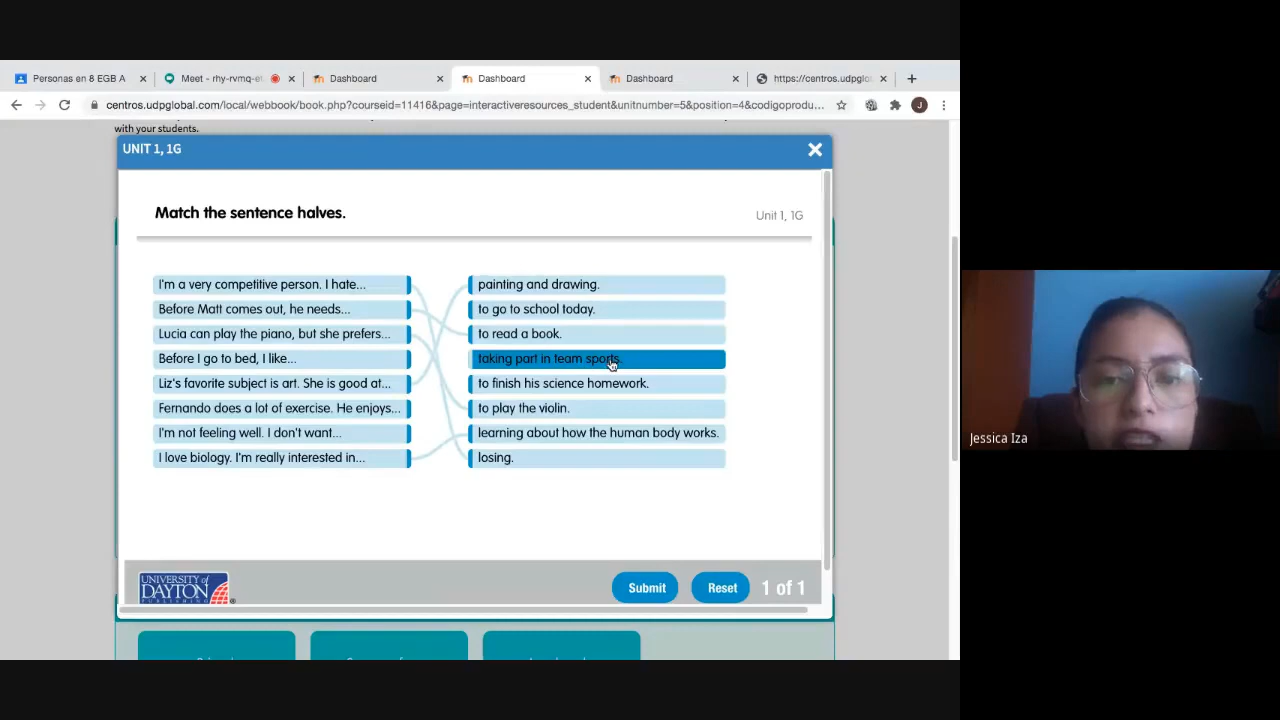 Personas en 8 EGB A
Meet - rhy-rvmq-e
Dashboard
Dashboard
Dashboard
https://centros.udpglo
centros.udpglobal.com/local/webbook/book.php?courseid=11416&page=interactiveresources_student&unitnumber=5&position=4&codigoprodu...
J
with your students.
UNIT 1, 1G
Match the sentence halves.
Unit 1, 1G
I'm a very competitive person. I hate...
painting and drawing.
Before Matt comes out, he needs...
to go to school today.
Lucia can play the piano, but she prefers...
to read a book.
Before I go to bed, I like...
taking part in team sports.
Liz's favorite subject is art. She is good at...
to finish his science homework.
Fernando does a lot of exercise. He enjoys...
to play the violin.
I'm not feeling well. I don't want...
learning about how the human body works.
I love biology. I'm really interested in...
losing.
UNIVERSITY of
DAYTON
PUBLISHING
Submit
Reset
1 of 1
Jessica Iza